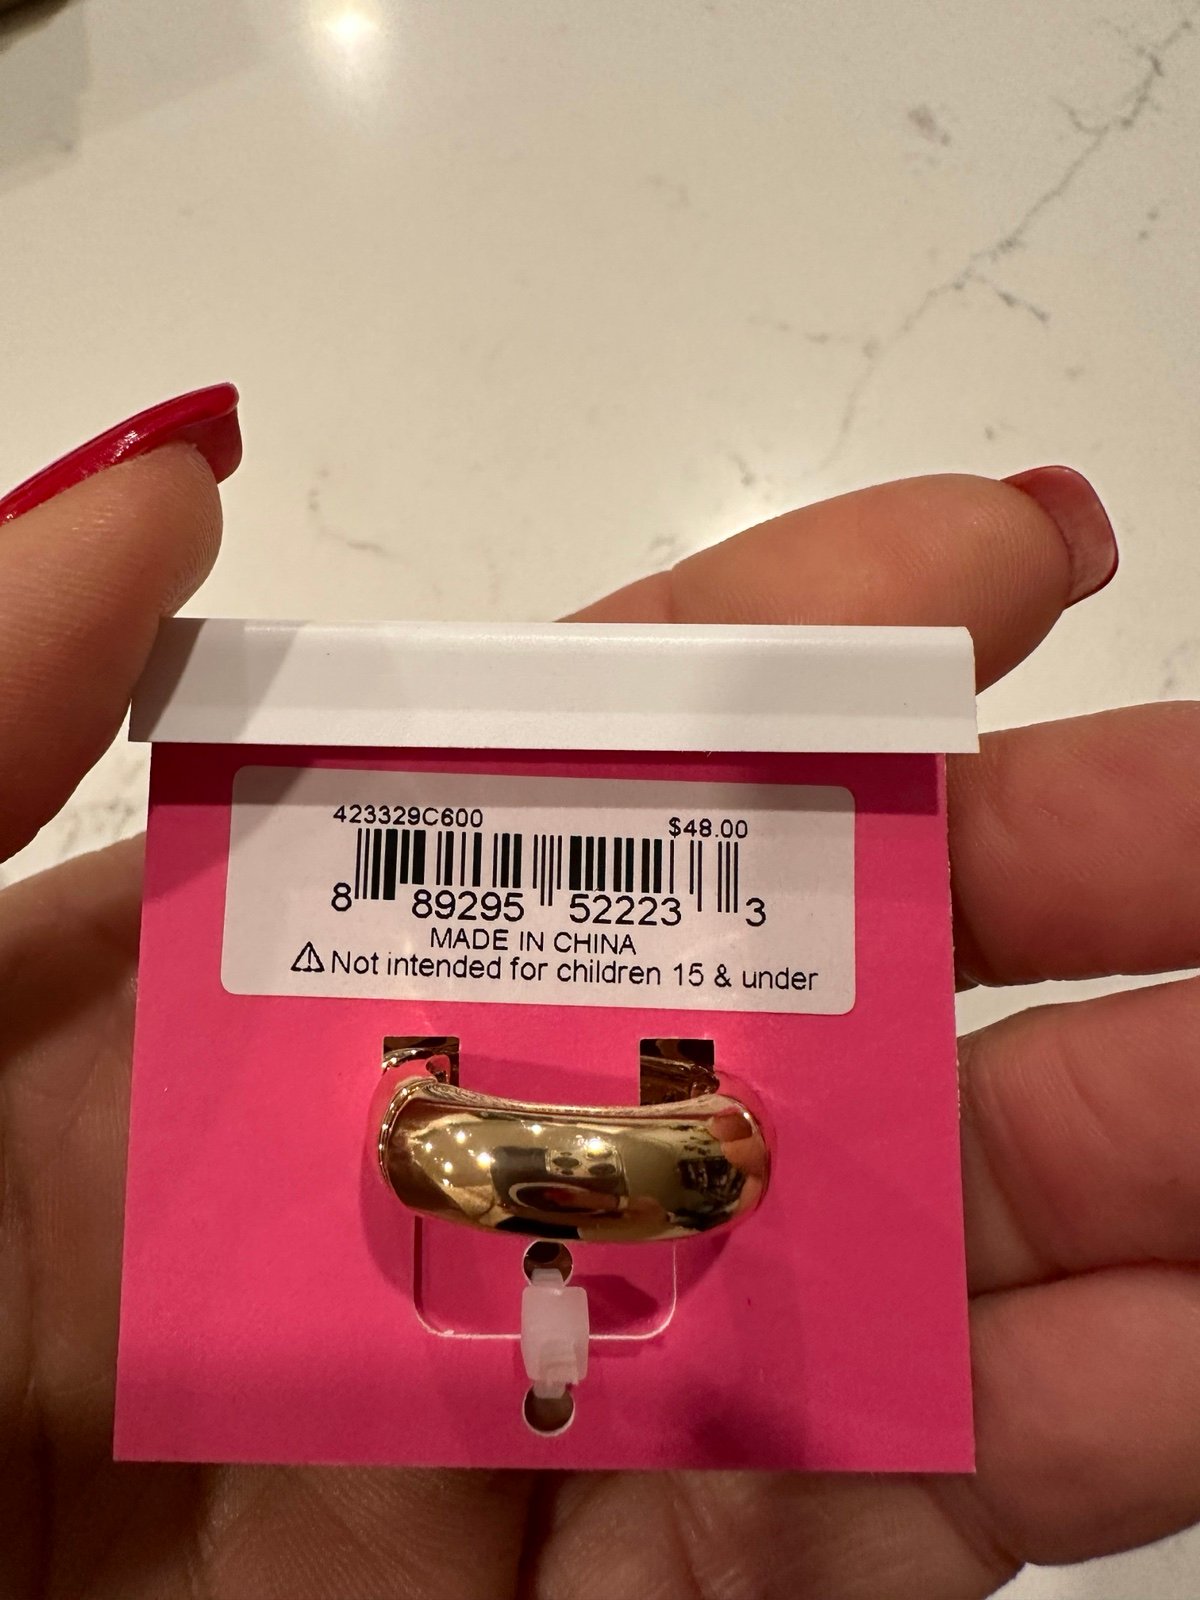 423329C600 $48.00
8 89295 52223 3
MADE IN CHINA
⚠ Not intended for children 15 & under